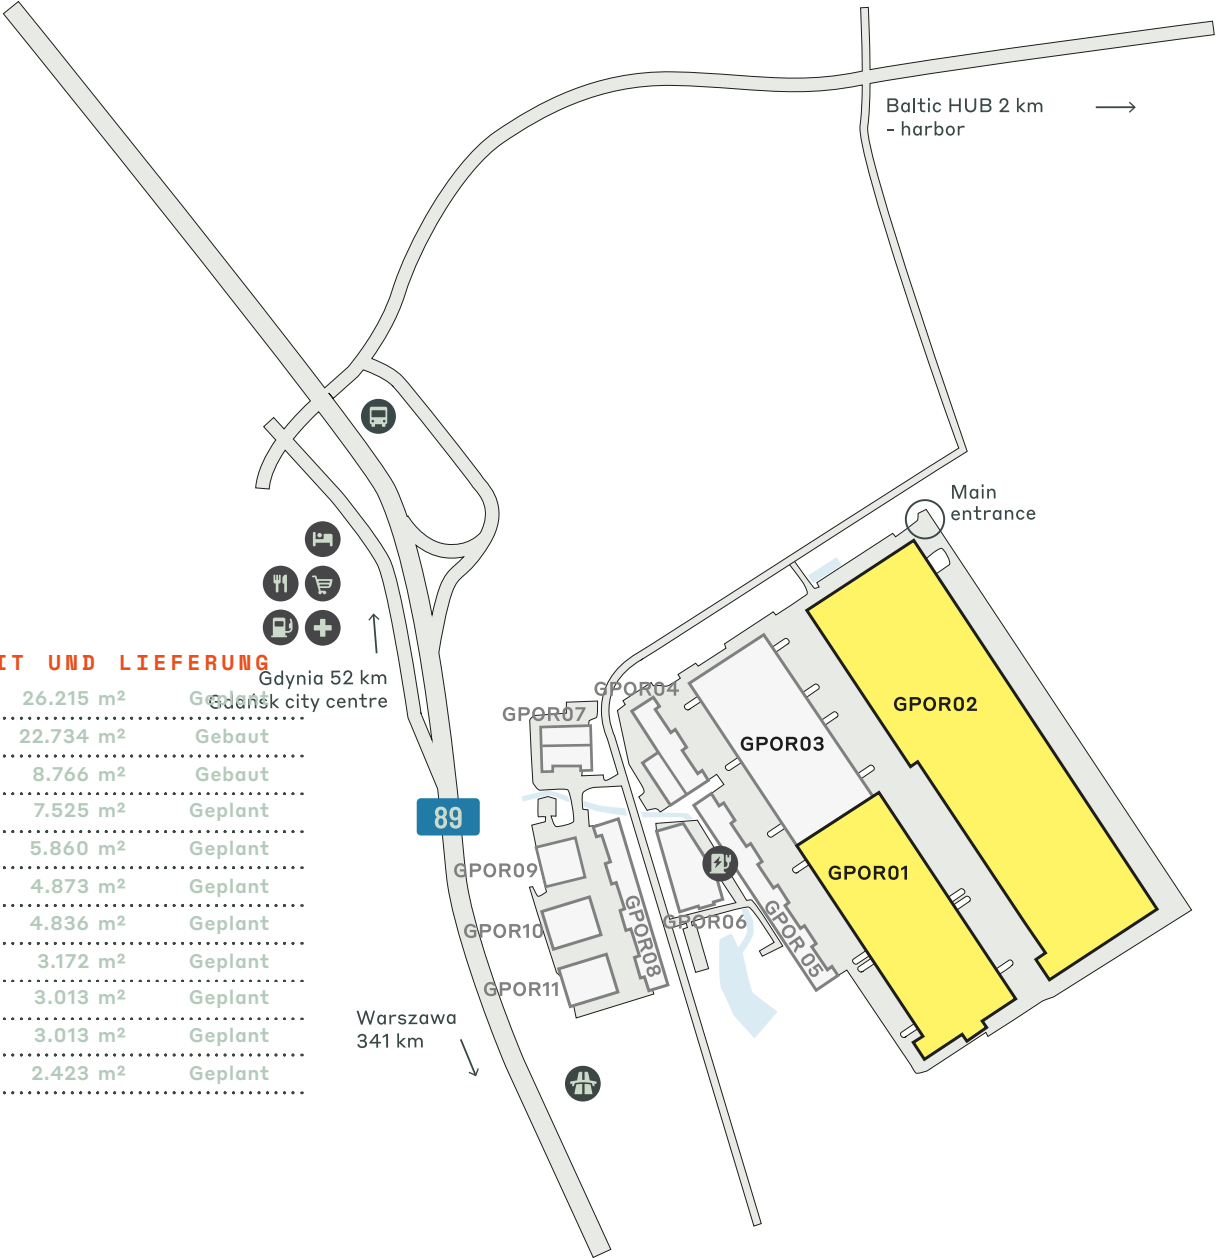 Baltic HUB 2 km
- harbor
Main
entrance
IT UND LIEFERUNG
26.215 m² Geplant
22.734 m² Gebaut
8.766 m² Gebaut
7.525 m² Geplant
5.860 m² Geplant
4.873 m² Geplant
4.836 m² Geplant
3.172 m² Geplant
3.013 m² Geplant
3.013 m² Geplant
2.423 m² Geplant
Gdynia 52 km
Gdańsk city centre
GPOR04
GPOR07
GPOR02
GPOR03
89
GPOR09
GPOR01
GPOR10
GPOR08
GPOR06
GPOR05
GPOR11
Warszawa
341 km